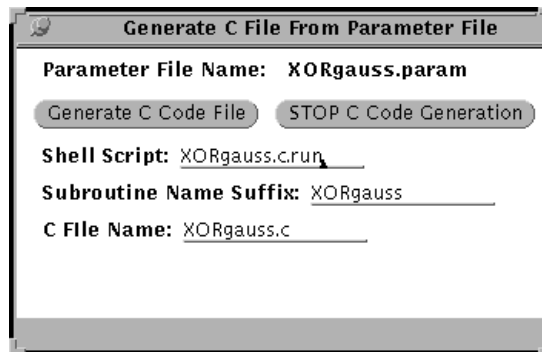 Generate C File From Parameter File
Parameter File Name: XORgauss.param
Generate C Code File STOP C Code Generation
Shell Script: XORgauss.c.run
Subroutine Name Suffix: XORgauss
C FIle Name: XORgauss.c